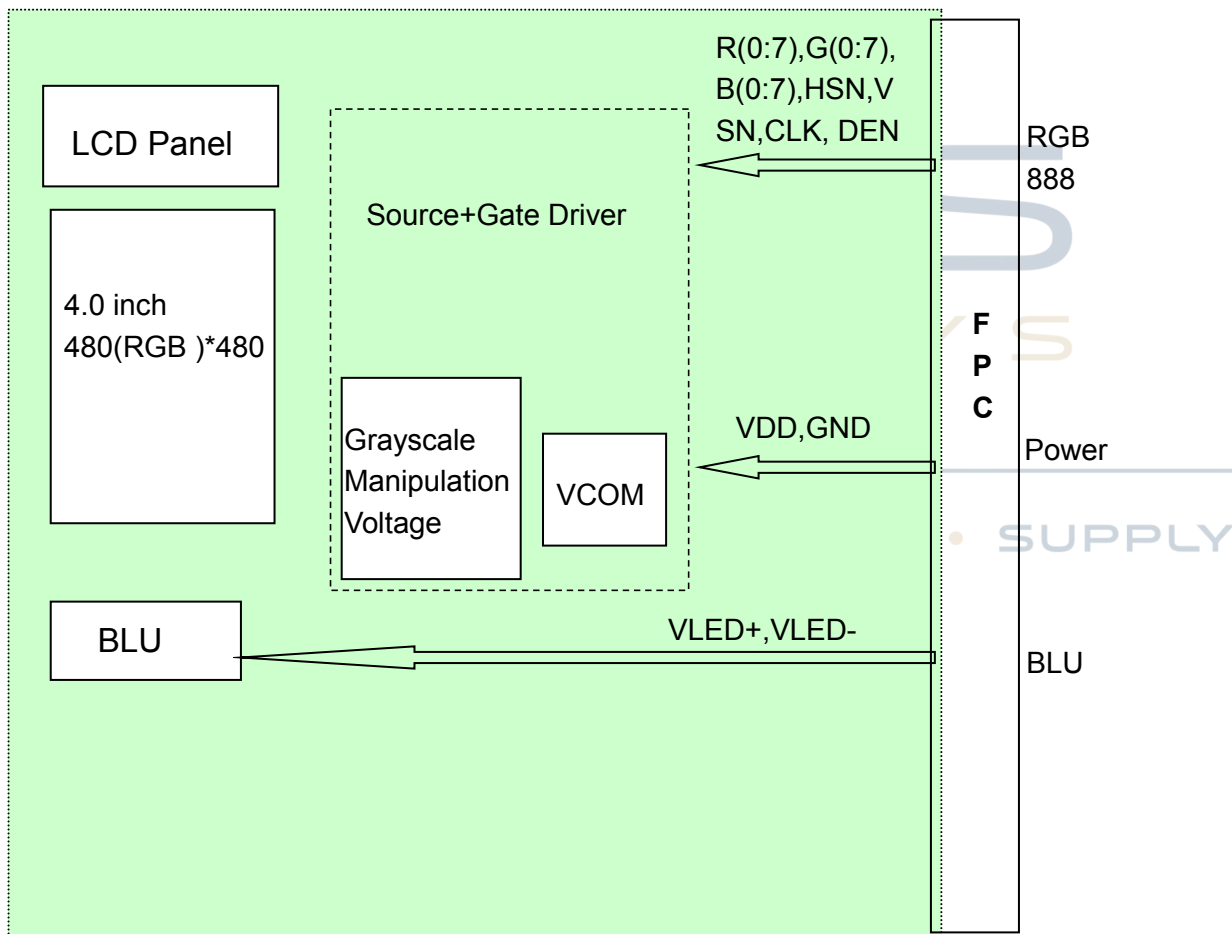 R(0:7),G(0:7),
B(0:7),HSN,V
SN,CLK, DEN
LCD Panel
RGB
888
Source+Gate Driver
4.0 inch
480(RGB )*480
F
P
C
VDD,GND
Power
Grayscale
Manipulation
Voltage
VCOM
SUPPLY
VLED+,VLED-
BLU
BLU